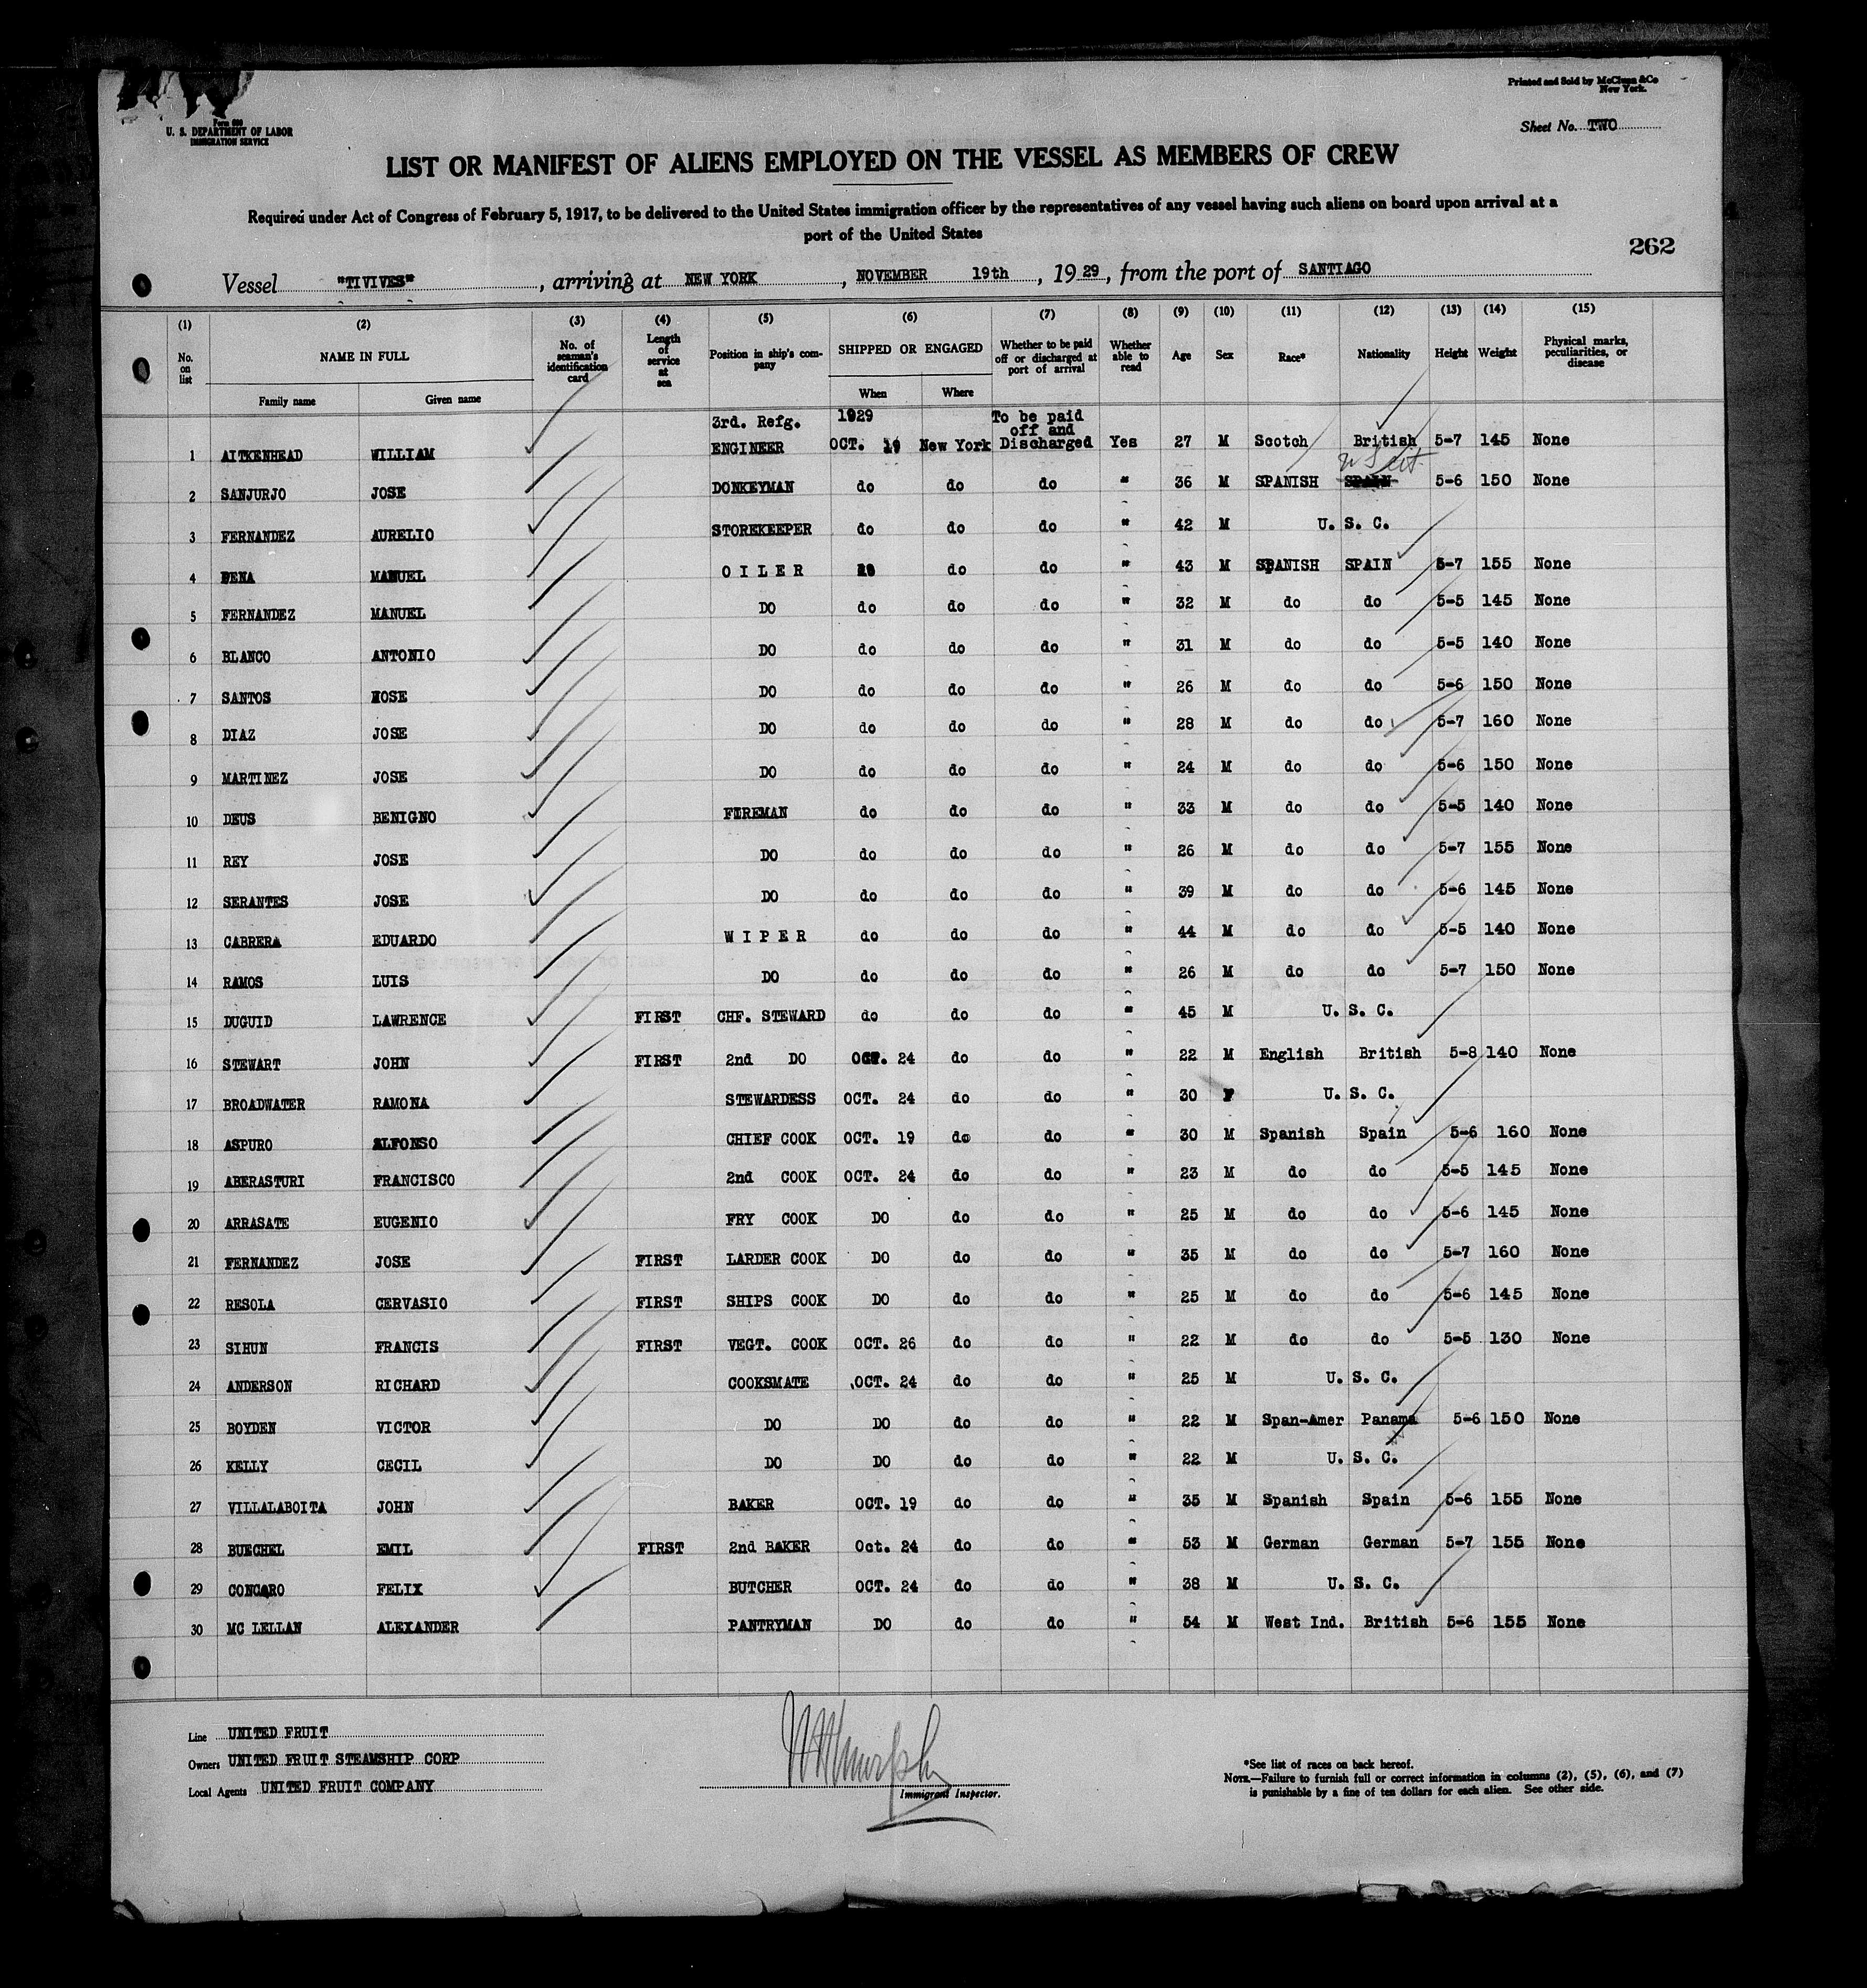 Printed and Sold by McClunn & Co
New York.
Form 689
U. S. DEPARTMENT OF LABOR
IMMIGRATION SERVICE
Sheet No. TWO
LIST OR MANIFEST OF ALIENS EMPLOYED ON THE VESSEL AS MEMBERS OF CREW
Required under Act of Congress of February 5, 1917, to be delivered to the United States immigration officer by the representatives of any vessel having such aliens on board upon arrival at a
port of the United States
262
Vessel "TIVIVES", arriving at NEW YORK, NOVEMBER 19th, 1929, from the port of SANTIAGO
(1) (2) (3) (4) (5) (6) (7) (8) (9) (10) (11) (12) (13) (14) (15)
No. on list NAME IN FULL No. of seaman's identification card Length of service at sea Position in ship's company SHIPPED OR ENGAGED Whether to be paid off or discharged at port of arrival Whether able to read Age Sex Race* Nationality Height Weight Physical marks, peculiarities, or disease
Family name Given name When Where
1 AITKENHEAD WILLIAM 3rd. Refg. ENGINEER 1929 OCT. 19 New York To be paid off and Discharged Yes 27 M Scotch British 5-7 145 None
2 SANJURJO JOSE DONKEYMAN do do do " 36 M SPANISH SPAIN 5-6 150 None
3 FERNANDEZ AURELIO STOREKEEPER do do do " 42 M U. S. C.
4 PENA MANUEL OILER do do " 43 M SPANISH SPAIN 5-7 155 None
5 FERNANDEZ MANUEL DO do do do " 32 M do do 5-5 145 None
6 BLANCO ANTONIO DO do do do " 31 M do do 5-5 140 None
7 SANTOS JOSE DO do do do " 26 M do do 5-6 150 None
8 DIAZ JOSE DO do do do " 28 M do do 5-7 160 None
9 MARTINEZ JOSE DO do do do " 24 M do do 5-6 150 None
10 DEUS BENIGNO FIREMAN do do do " 33 M do do 5-5 140 None
11 REY JOSE DO do do do " 26 M do do 5-7 155 None
12 SERANTES JOSE DO do do do " 39 M do do 5-6 145 None
13 CABRERA EDUARDO WIPER do do do " 44 M do do 5-5 140 None
14 RAMOS LUIS DO do do do " 26 M do do 5-7 150 None
15 DUGUID LAWRENCE FIRST CHF. STEWARD do do do " 45 M U. S. C.
16 STEWART JOHN FIRST 2nd DO OCT. 24 do do " 22 M English British 5-8 140 None
17 BROADWATER RAMONA STEWARDESS OCT. 24 do do " 30 F U. S. C.
18 ASPURO ALFONSO CHIEF COOK OCT. 19 do do " 30 M Spanish Spain 5-6 160 None
19 ABERASTURI FRANCISCO 2nd COOK OCT. 24 do do " 23 M do do 5-5 145 None
20 ARRASATE EUGENIO FRY COOK DO do do " 25 M do do 5-6 145 None
21 FERNANDEZ JOSE FIRST LARDER COOK DO do do " 35 M do do 5-7 160 None
22 RESOLA CERVASIO FIRST SHIPS COOK DO do do " 25 M do do 5-6 145 None
23 SIHUN FRANCIS FIRST VEGT. COOK OCT. 26 do do " 22 M do do 5-5 130 None
24 ANDERSON RICHARD COOKSMATE OCT. 24 do do " 25 M U. S. C.
25 BOYDEN VICTOR DO DO do do " 22 M Span-Amer Panama 5-6 150 None
26 KELLY CECIL DO DO do do " 22 M U. S. C.
27 VILLALABOITA JOHN BAKER OCT. 19 do do " 35 M Spanish Spain 5-6 155 None
28 BUECHEL EMIL FIRST 2nd BAKER Oct. 24 do do " 53 M German German 5-7 155 None
29 CONCARO FELIX BUTCHER OCT. 24 do do " 38 M U. S. C.
30 MC LELLAN ALEXANDER PANTRYMAN DO do do " 54 M West Ind. British 5-6 155 None
Line UNITED FRUIT
Owners UNITED FRUIT STEAMSHIP CORP
Local Agents UNITED FRUIT COMPANY
Immigrant Inspector.
*See list of races on back hereof.
NOTE.—Failure to furnish full or correct information in columns (2), (5), (6), and (7)
is punishable by a fine of ten dollars for each alien. See other side.